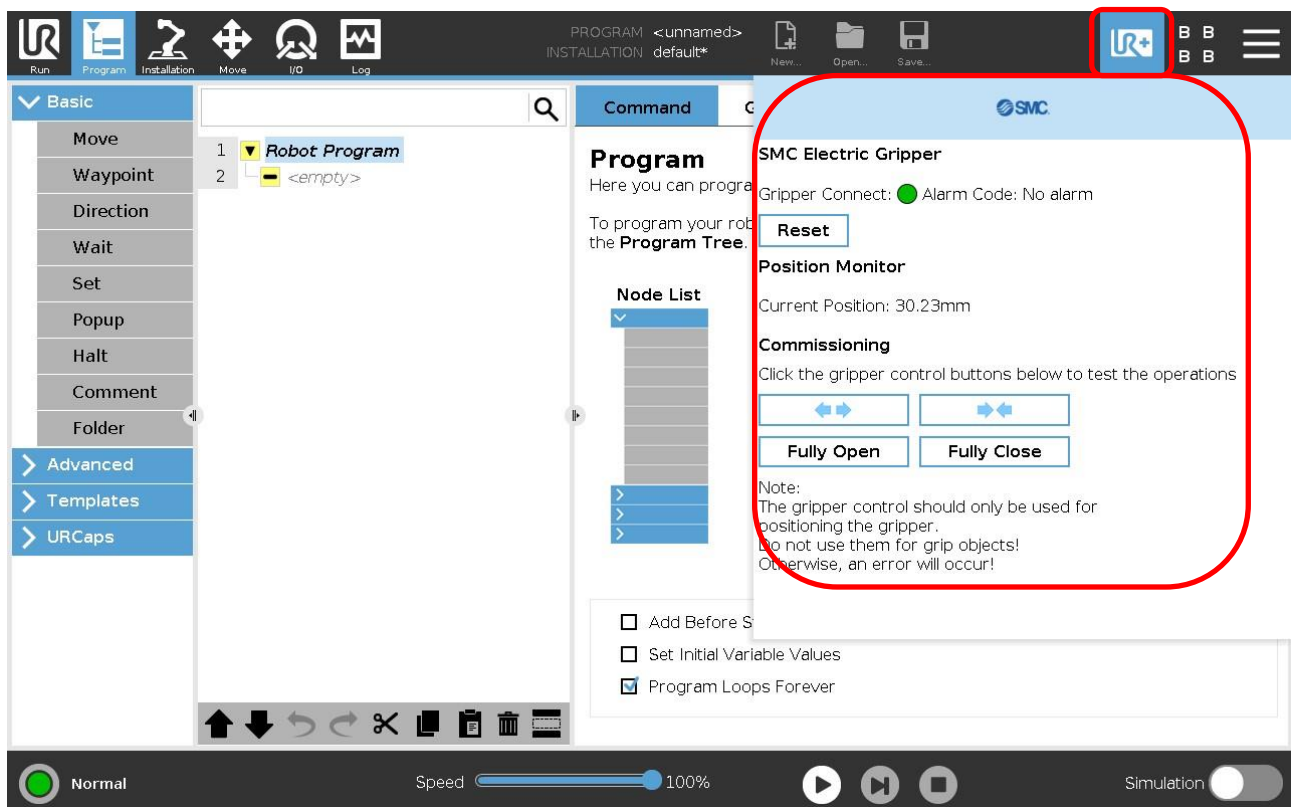 PROGRAM <unnamed>
INSTALLATION default*
UR
Run
Program
Installation
Move
I/O
Log
New...
Open...
Save...
UR+
B B
B B
Basic
Move
Waypoint
Direction
Wait
Set
Popup
Halt
Comment
Folder
Advanced
Templates
URCaps
1 Robot Program
2 <empty>
Command
Program
Here you can progra
To program your rob
the Program Tree.
Node List
Add Before S
Set Initial Variable Values
Program Loops Forever
SMC
SMC Electric Gripper
Gripper Connect: Alarm Code: No alarm
Reset
Position Monitor
Current Position: 30.23mm
Commissioning
Click the gripper control buttons below to test the operations
Fully Open Fully Close
Note:
The gripper control should only be used for
positioning the gripper.
Do not use them for grip objects!
Otherwise, an error will occur!
Normal
Speed 100%
Simulation